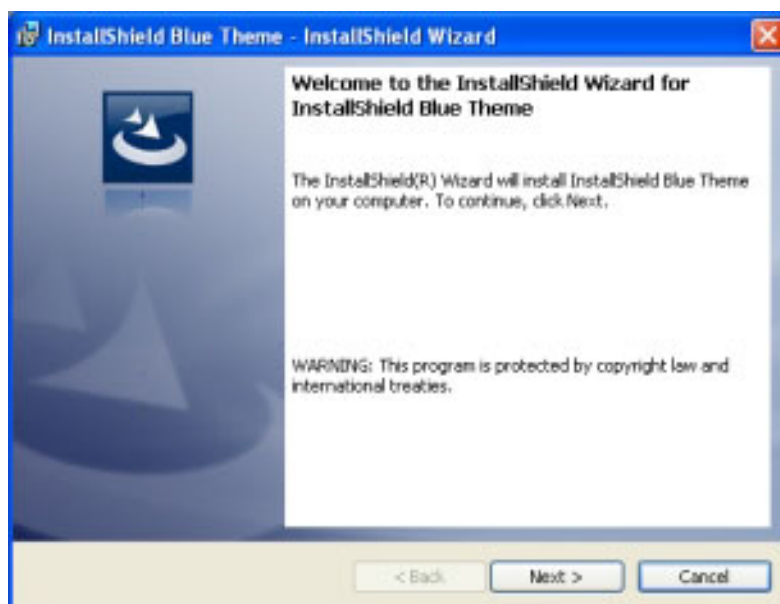 InstallShield Blue Theme - InstallShield Wizard
Welcome to the InstallShield Wizard for
InstallShield Blue Theme
The InstallShield(R) Wizard will install InstallShield Blue Theme
on your computer. To continue, click Next.
WARNING: This program is protected by copyright law and
international treaties.
< Back
Next >
Cancel